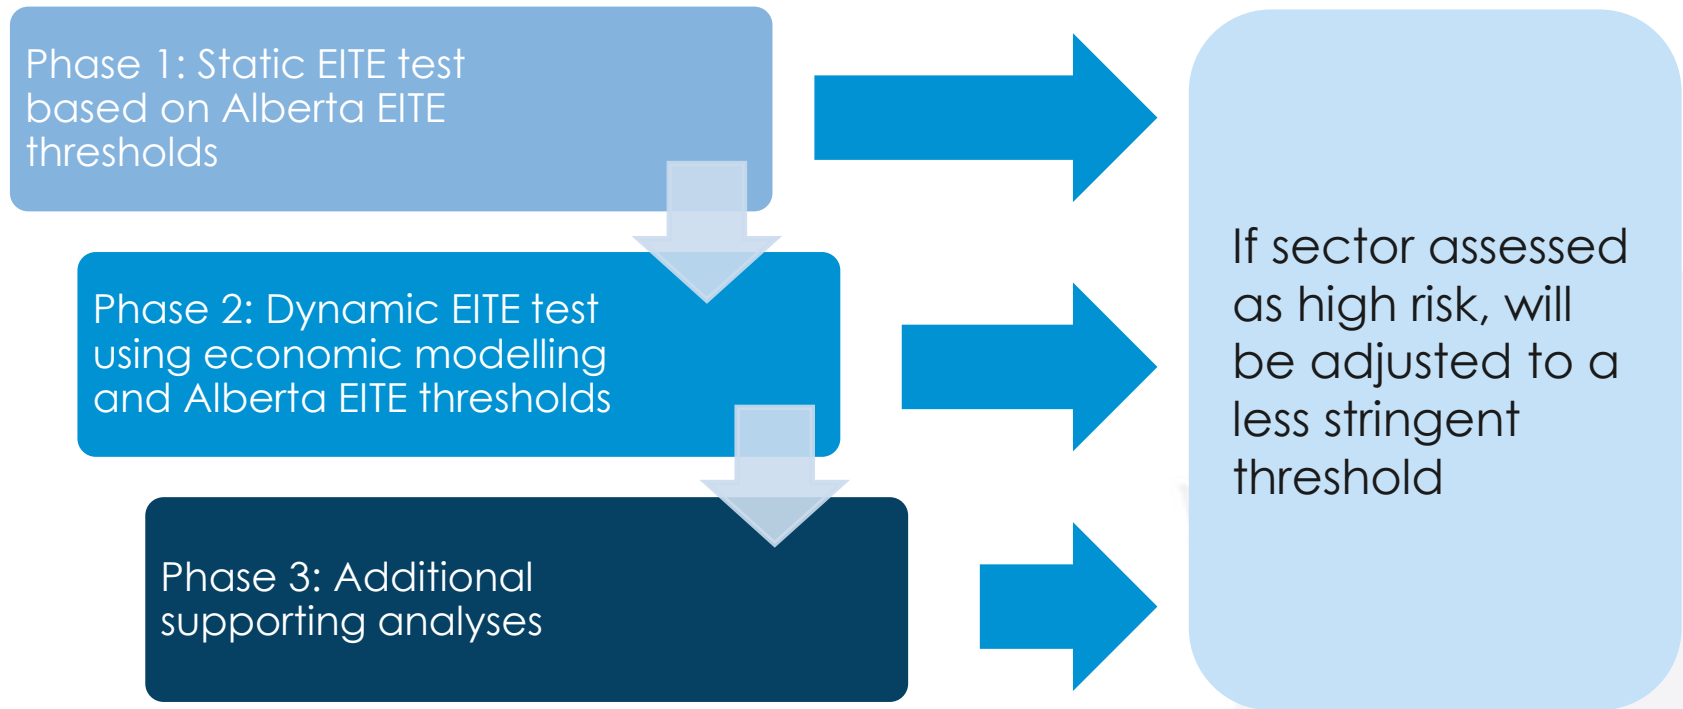 Phase 1: Static EITE test
based on Alberta EITE
thresholds
Phase 2: Dynamic EITE test
using economic modelling
and Alberta EITE thresholds
Phase 3: Additional
supporting analyses
If sector assessed
as high risk, will
be adjusted to a
less stringent
threshold